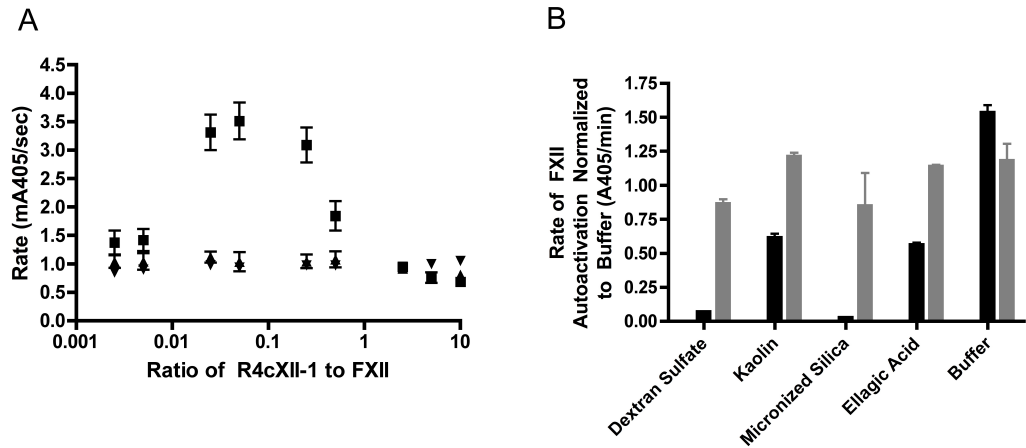 A
B
4.5
4.0
3.5
3.0
2.5
2.0
1.5
1.0
0.5
0.0
Rate (mA405/sec)
0.001
0.01
0.1
1
10
Ratio of R4cXII-1 to FXII
Rate of FXII
Autoactivation Normalized
to Buffer (A405/min)
1.75
1.50
1.25
1.00
0.75
0.50
0.25
0.00
Dextran Sulfate
Kaolin
Micronized Silica
Ellagic Acid
Buffer